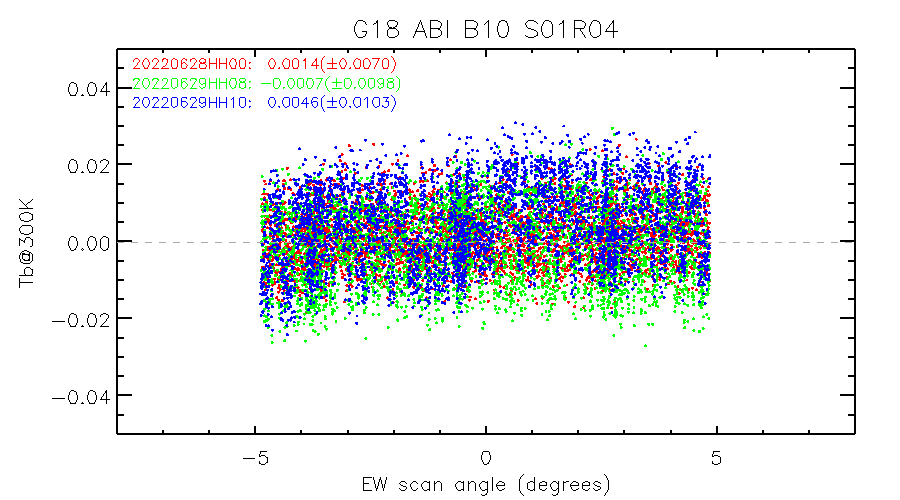 G18 ABI B10 S01R04
20220628HH00: 0.0014(±0.0070)
20220629HH08: −0.0007(±0.0098)
20220629HH10: 0.0046(±0.0103)
0.04
0.02
0.00
−0.02
−0.04
Tb@300K
−5 0 5
EW scan angle (degrees)